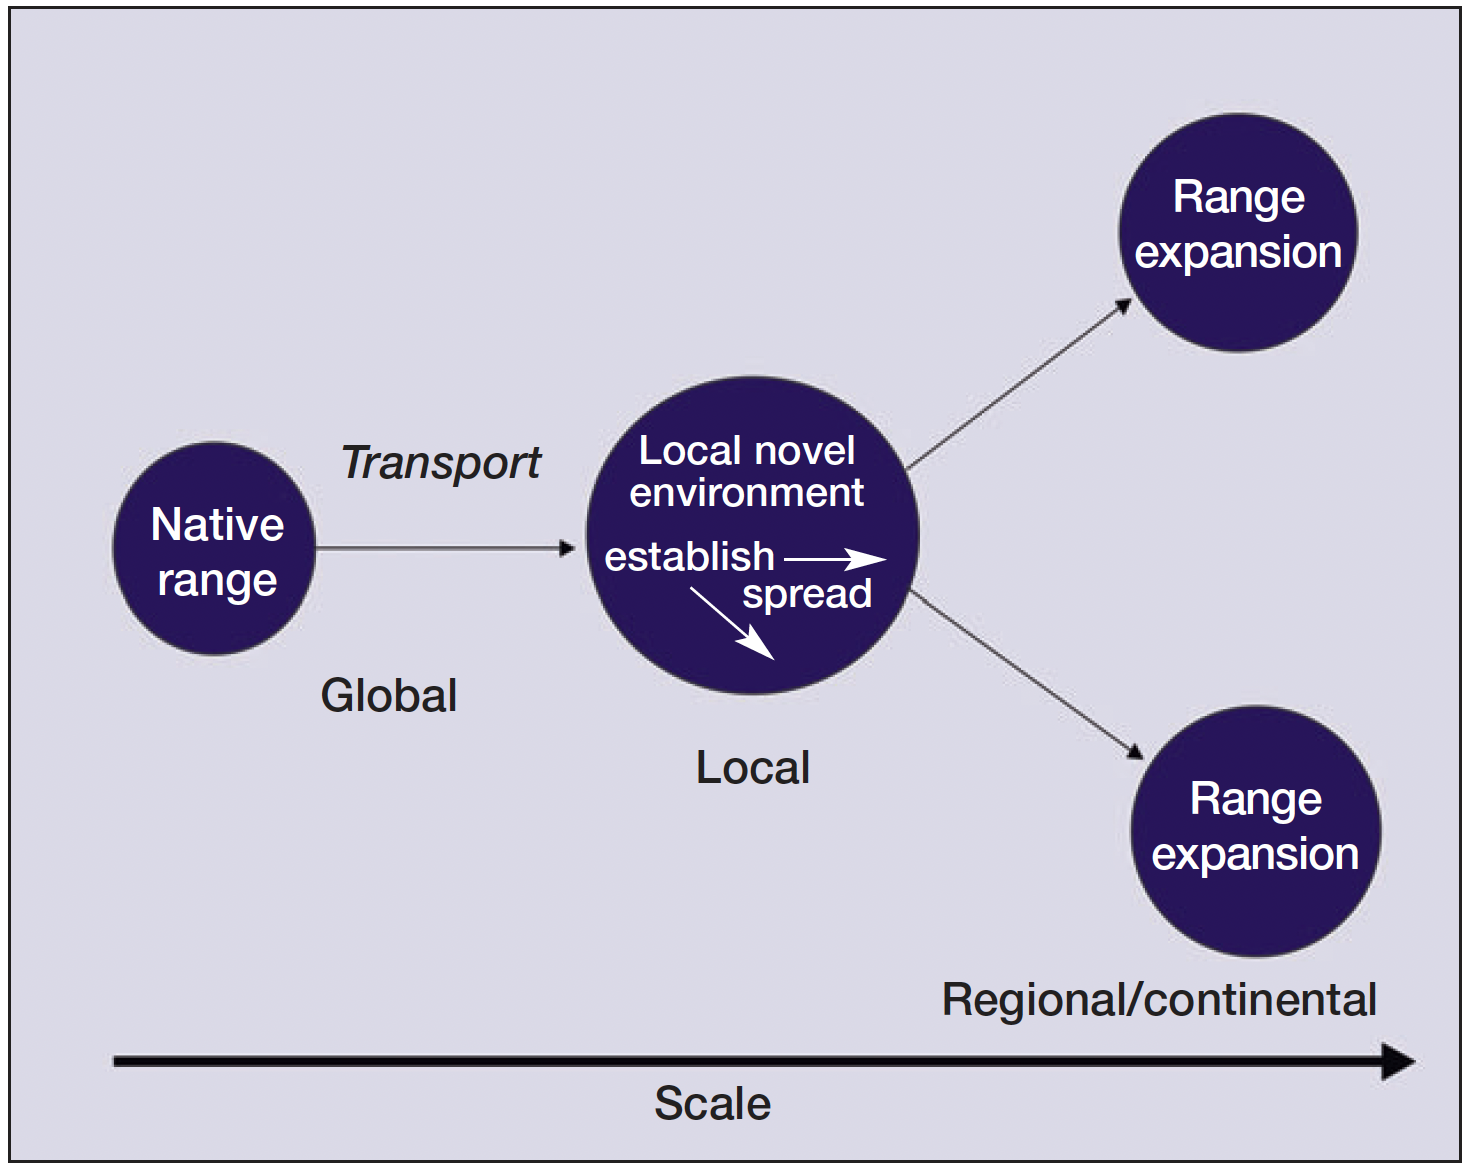 Range
expansion
Transport
Native
range
Local novel
environment
establish
spread
Global
Local
Range
expansion
Regional/continental
Scale